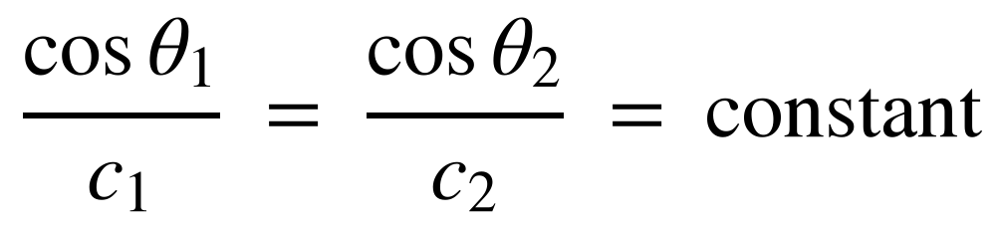 cos θ₁ / c₁ = cos θ₂ / c₂ = constant